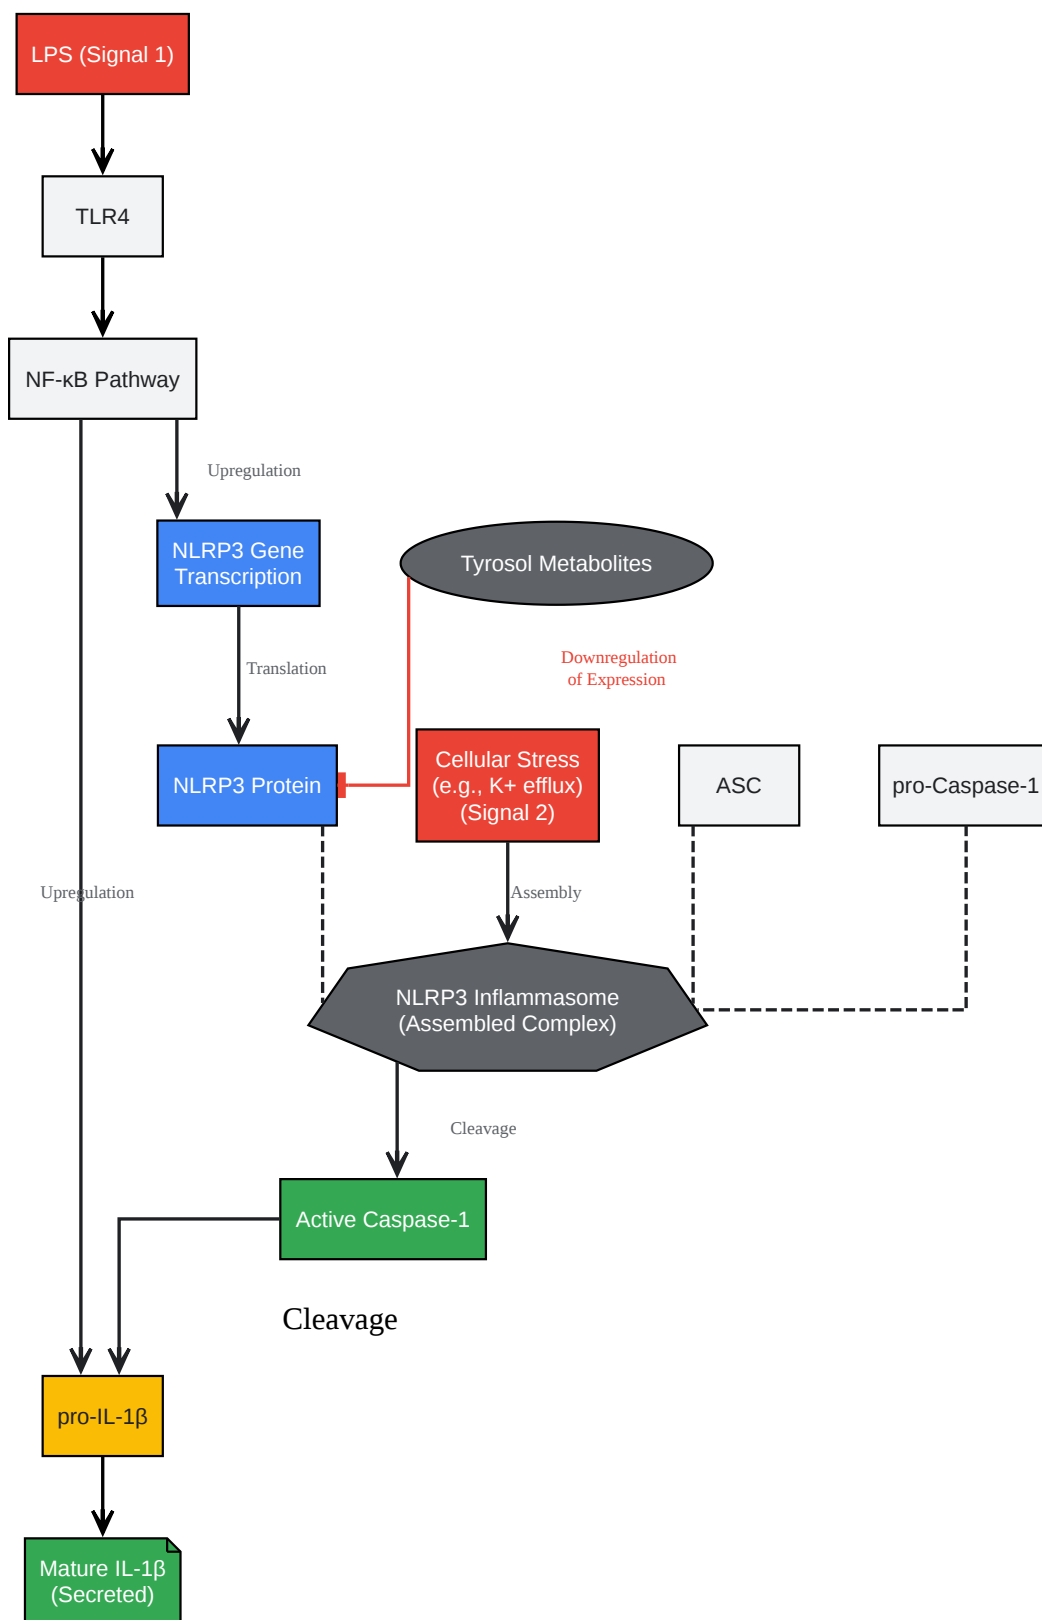 LPS (Signal 1)
TLR4
NF-κB Pathway
Upregulation
NLRP3 Gene
Transcription
Tyrosol Metabolites
Translation
Downregulation
of Expression
NLRP3 Protein
Cellular Stress
(e.g., K+ efflux)
(Signal 2)
ASC
pro-Caspase-1
Upregulation
Assembly
NLRP3 Inflammasome
(Assembled Complex)
Cleavage
Active Caspase-1
Cleavage
pro-IL-1β
Mature IL-1β
(Secreted)